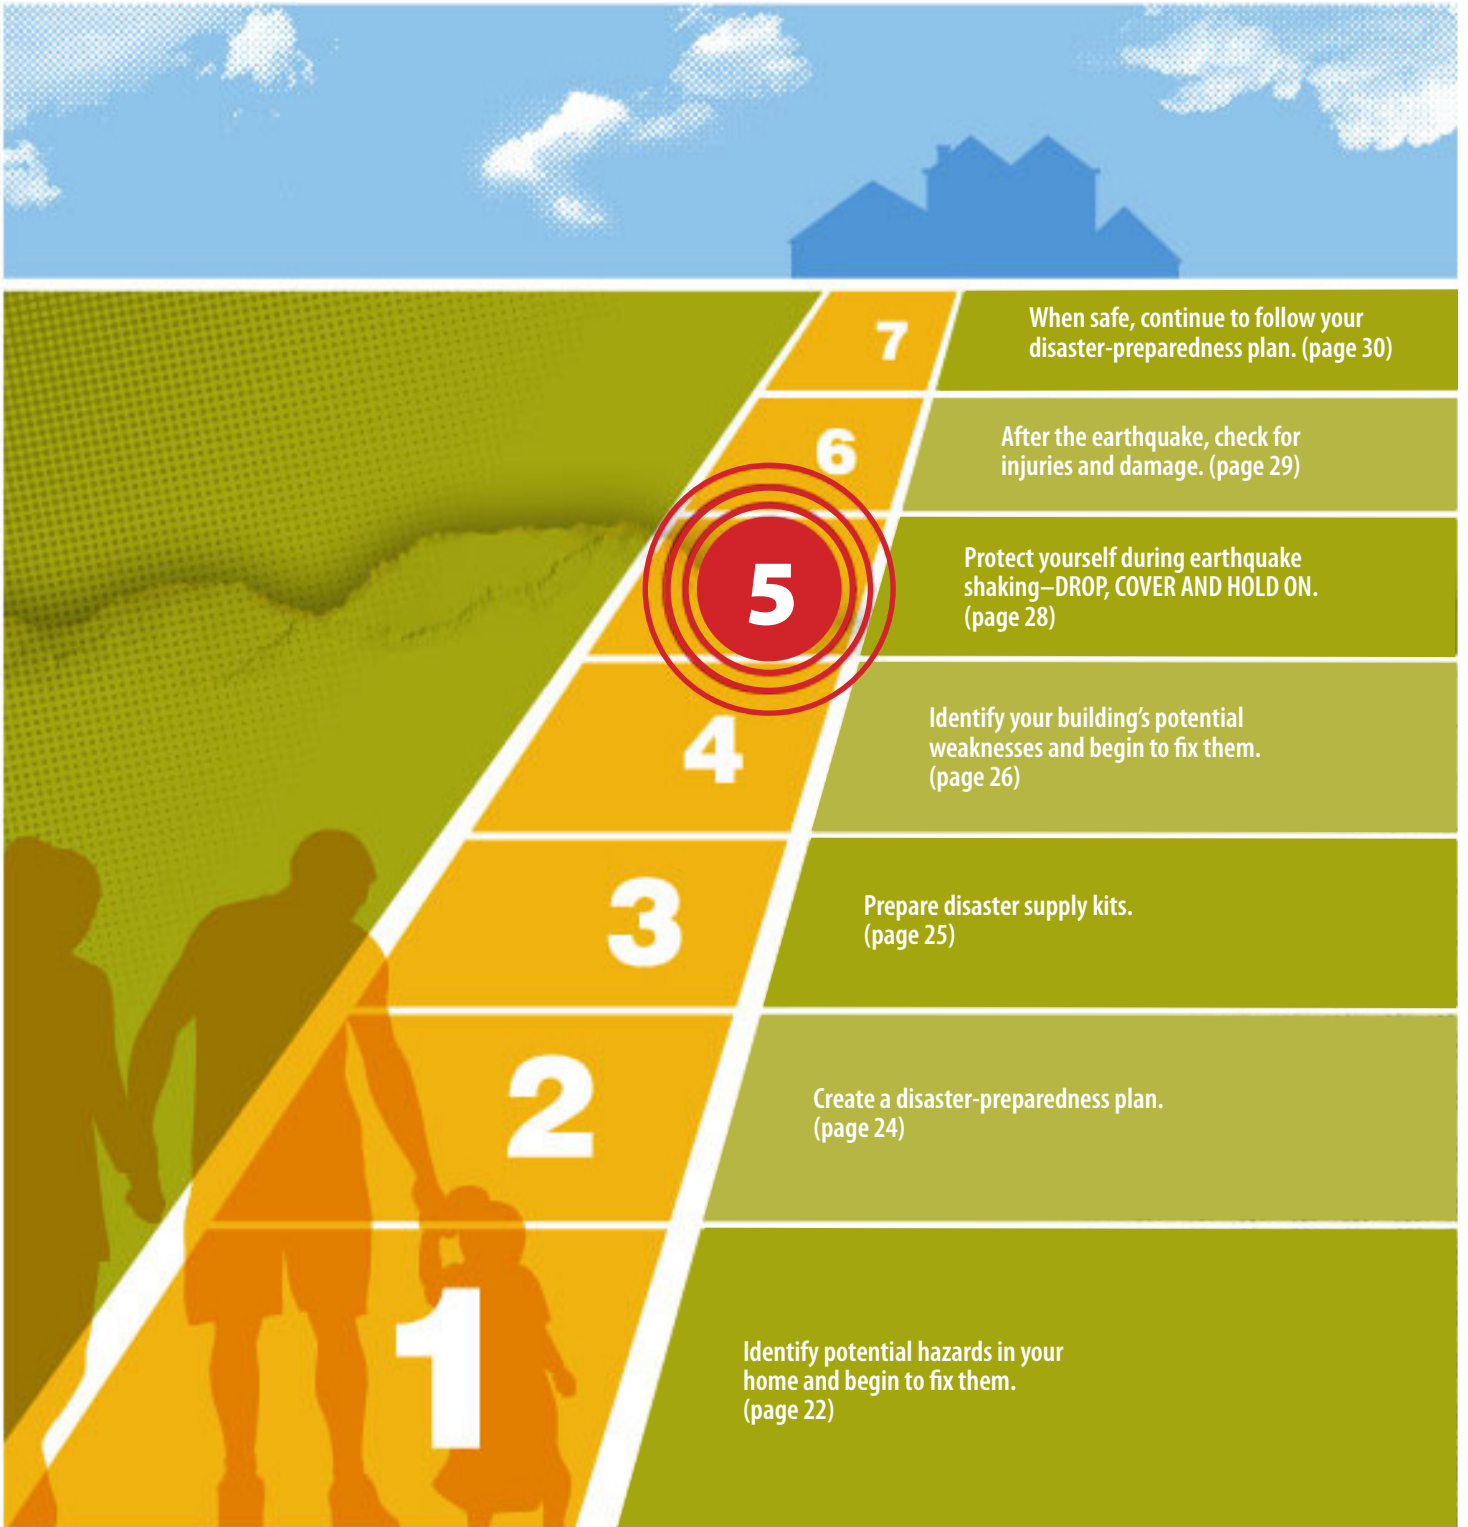 7
When safe, continue to follow your
disaster-preparedness plan. (page 30)
6
After the earthquake, check for
injuries and damage. (page 29)
5
Protect yourself during earthquake
shaking–DROP, COVER AND HOLD ON.
(page 28)
4
Identify your building’s potential
weaknesses and begin to fix them.
(page 26)
3
Prepare disaster supply kits.
(page 25)
2
Create a disaster-preparedness plan.
(page 24)
1
Identify potential hazards in your
home and begin to fix them.
(page 22)